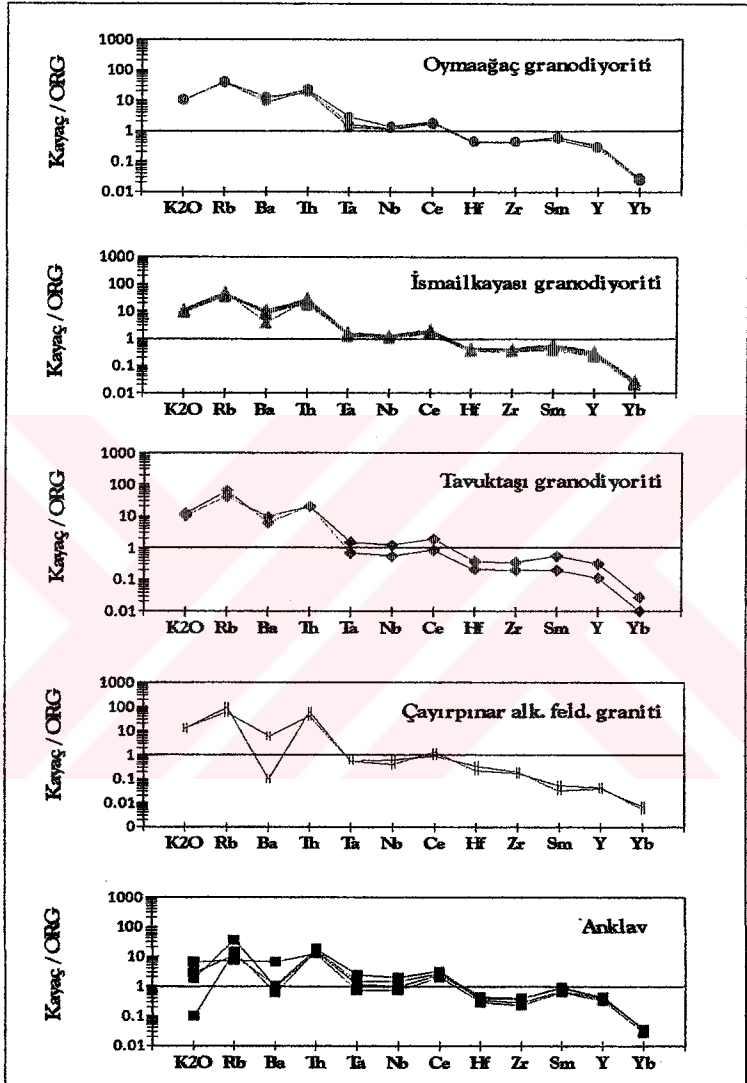 Kayaç / ORG
1000
100
10
1
0.1
0.01
Oymaağaç granodiyoriti
K2O Rb Ba Th Ta Nb Ce Hf Zr Sm Y Yb
Kayaç / ORG
1000
100
10
1
0.1
0.01
İsmailkayası granodiyoriti
K2O Rb Ba Th Ta Nb Ce Hf Zr Sm Y Yb
Kayaç / ORG
1000
100
10
1
0.1
0.01
Tavuktaşı granodiyoriti
K2O Rb Ba Th Ta Nb Ce Hf Zr Sm Y Yb
Kayaç / ORG
1000
100
10
1
0.1
0.01
0
Çayırpınar alk. feld. graniti
K2O Rb Ba Th Ta Nb Ce Hf Zr Sm Y Yb
Kayaç / ORG
1000
100
10
1
0.1
0.01
Anklav
K2O Rb Ba Th Ta Nb Ce Hf Zr Sm Y Yb